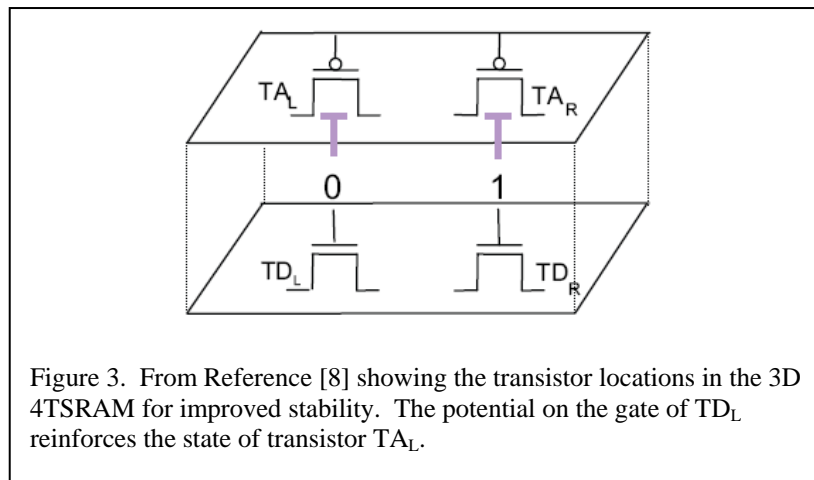 TA_L TA_R
0 1
TD_L TD_R
Figure 3. From Reference [8] showing the transistor locations in the 3D
4TSRAM for improved stability. The potential on the gate of TD_L
reinforces the state of transistor TA_L.